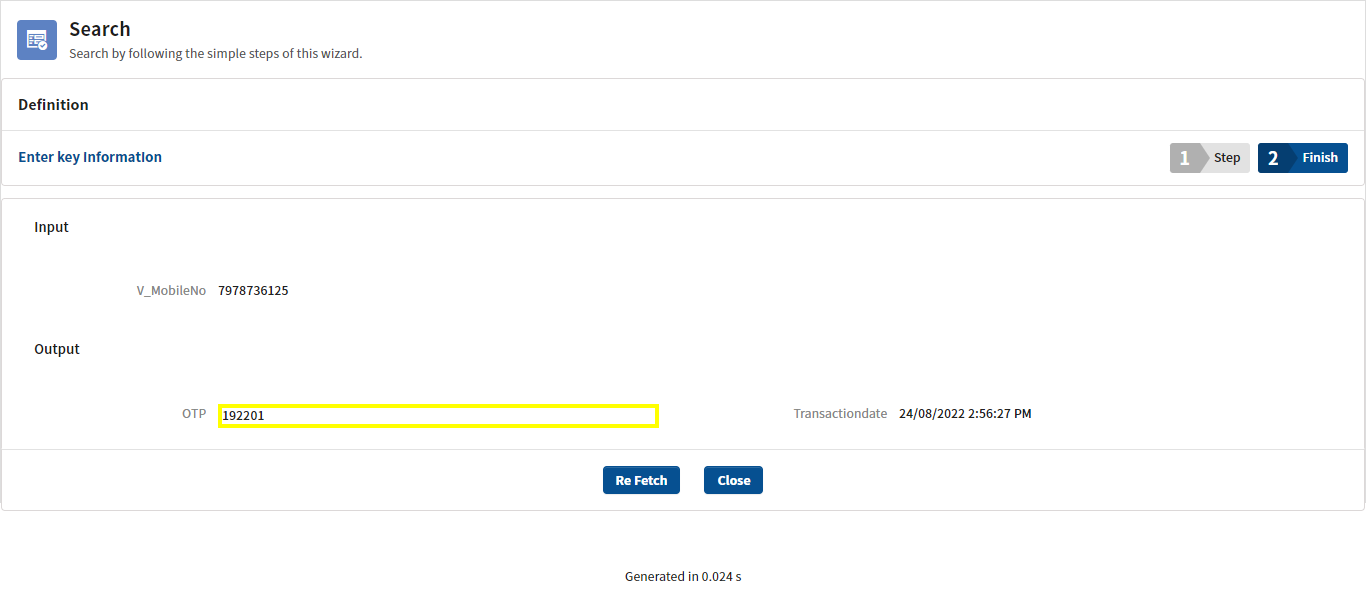 Search
Search by following the simple steps of this wizard.
Definition
Enter key Information
1 Step 2 Finish
Input
V_MobileNo 7978736125
Output
OTP 192201 Transactiondate 24/08/2022 2:56:27 PM
Re Fetch Close
Generated in 0.024 s